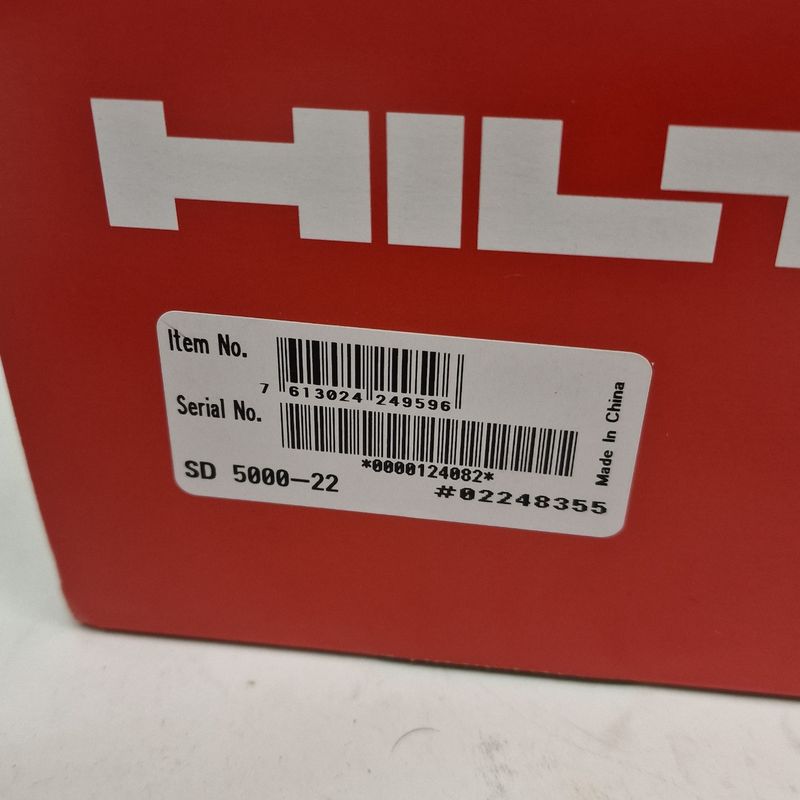 HILT
Item No.
7 613024 249596
Serial No.
*0000124082*
SD 5000-22
#02248355
Made In China